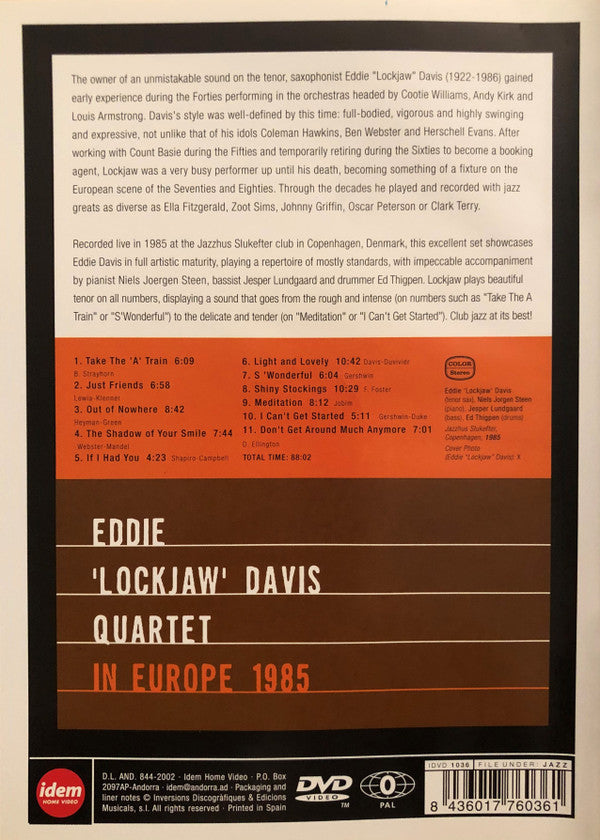 The owner of an unmistakable sound on the tenor, saxophonist Eddie "Lockjaw" Davis (1922-1986) gained
early experience during the Forties performing in the orchestras headed by Cootie Williams, Andy Kirk and
Louis Armstrong. Davis's style was well-defined by this time: full-bodied, vigorous and highly swinging
and expressive, not unlike that of his idols Coleman Hawkins, Ben Webster and Herschell Evans. After
working with Count Basie during the Fifties and temporarily retiring during the Sixties to become a booking
agent, Lockjaw was a very busy performer up until his death, becoming something of a fixture on the
European scene of the Seventies and Eighties. Through the decades he played and recorded with jazz
greats as diverse as Ella Fitzgerald, Zoot Sims, Johnny Griffin, Oscar Peterson or Clark Terry.
Recorded live in 1985 at the Jazzhus Slukefter club in Copenhagen, Denmark, this excellent set showcases
Eddie Davis in full artistic maturity, playing a repertoire of mostly standards, with impeccable accompaniment
by pianist Niels Joergen Steen, bassist Jesper Lundgaard and drummer Ed Thigpen. Lockjaw plays beautiful
tenor on all numbers, displaying a sound that goes from the rough and intense (on numbers such as "Take The A
Train" or "S'Wonderful") to the delicate and tender (on "Meditation" or "I Can't Get Started"). Club jazz at its best!
1. Take The 'A' Train 6:09
B. Strayhorn
2. Just Friends 6:58
Lewis-Klenner
3. Out of Nowhere 8:42
Heyman-Green
4. The Shadow of Your Smile 7:44
Webster-Mandel
5. If I Had You 4:23 Shapiro-Campbell
6. Light and Lovely 10:42 Davis-Duvivier
7. S 'Wonderful 6:04 Gershwin
8. Shiny Stockings 10:29 F. Foster
9. Meditation 8:12 Jobim
10. I Can't Get Started 5:11 Gershwin-Duke
11. Don't Get Around Much Anymore 7:01
D. Ellington
TOTAL TIME: 88:02
COLOR
Stereo
Eddie "Lockjaw" Davis
(tenor sax), Niels Jorgen Steen
(piano), Jesper Lundgaard
(bass), Ed Thigpen (drums)
Jazzhus Slukefter,
Copenhagen, 1985
Cover Photo
(Eddie "Lockjaw" Davis): X
EDDIE
'LOCKJAW' DAVIS
QUARTET
IN EUROPE 1985
idem
HOME VIDEO
D.L. AND. 844-2002 · Idem Home Video · P.O. Box
2097AP-Andorra · idem@andorra.ad · Packaging and
liner notes © Inversions Discogràfiques & Edicions
Musicals, s.l. All rights reserved · Printed in Spain
DVD
VIDEO
TM
0
PAL
IDVD 1036 FILE UNDER: JAZZ
8 436017 760361